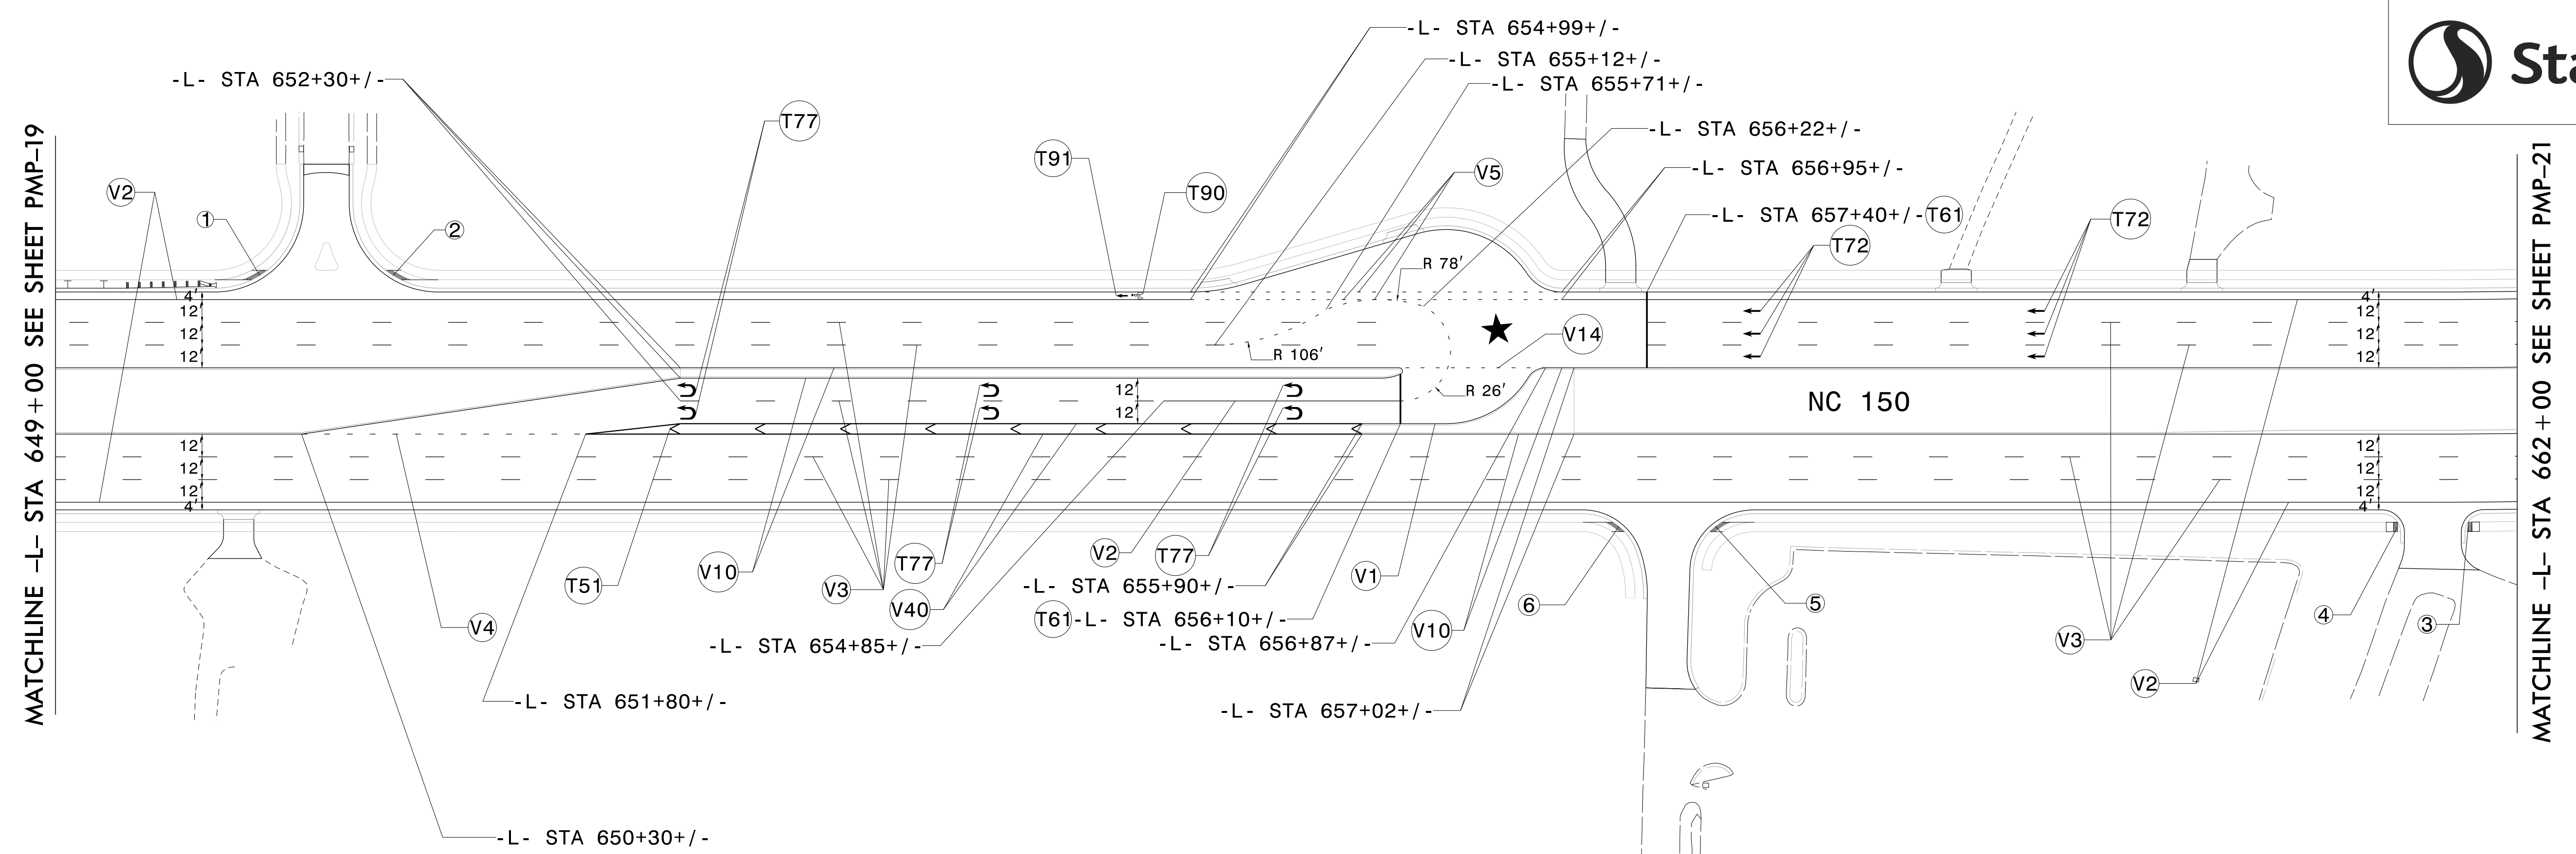 -L- STA 654+99+/-
-L- STA 655+12+/-
-L- STA 655+71+/-
Sta
-L- STA 652+30+/-
T77
-L- STA 656+22+/-
T91
T90
V5
-L- STA 656+95+/-
V2
1
2
-L- STA 657+40+/-
T61
T72
T72
R 78'
4'
12'
12'
12'
4'
12'
12'
12'
V14
R 106'
R 26'
12'
12'
NC 150
12'
12'
12'
4'
12'
12'
12'
4'
MATCHLINE -L- STA 649+00 SEE SHEET PMP-19
MATCHLINE -L- STA 662+00 SEE SHEET PMP-21
T51
V10
V3
T77
V40
V2
T77
-L- STA 655+90+/-
V1
T61
-L- STA 656+10+/-
-L- STA 656+87+/-
V10
6
5
4
3
V4
-L- STA 654+85+/-
V3
V2
-L- STA 651+80+/-
-L- STA 657+02+/-
-L- STA 650+30+/-